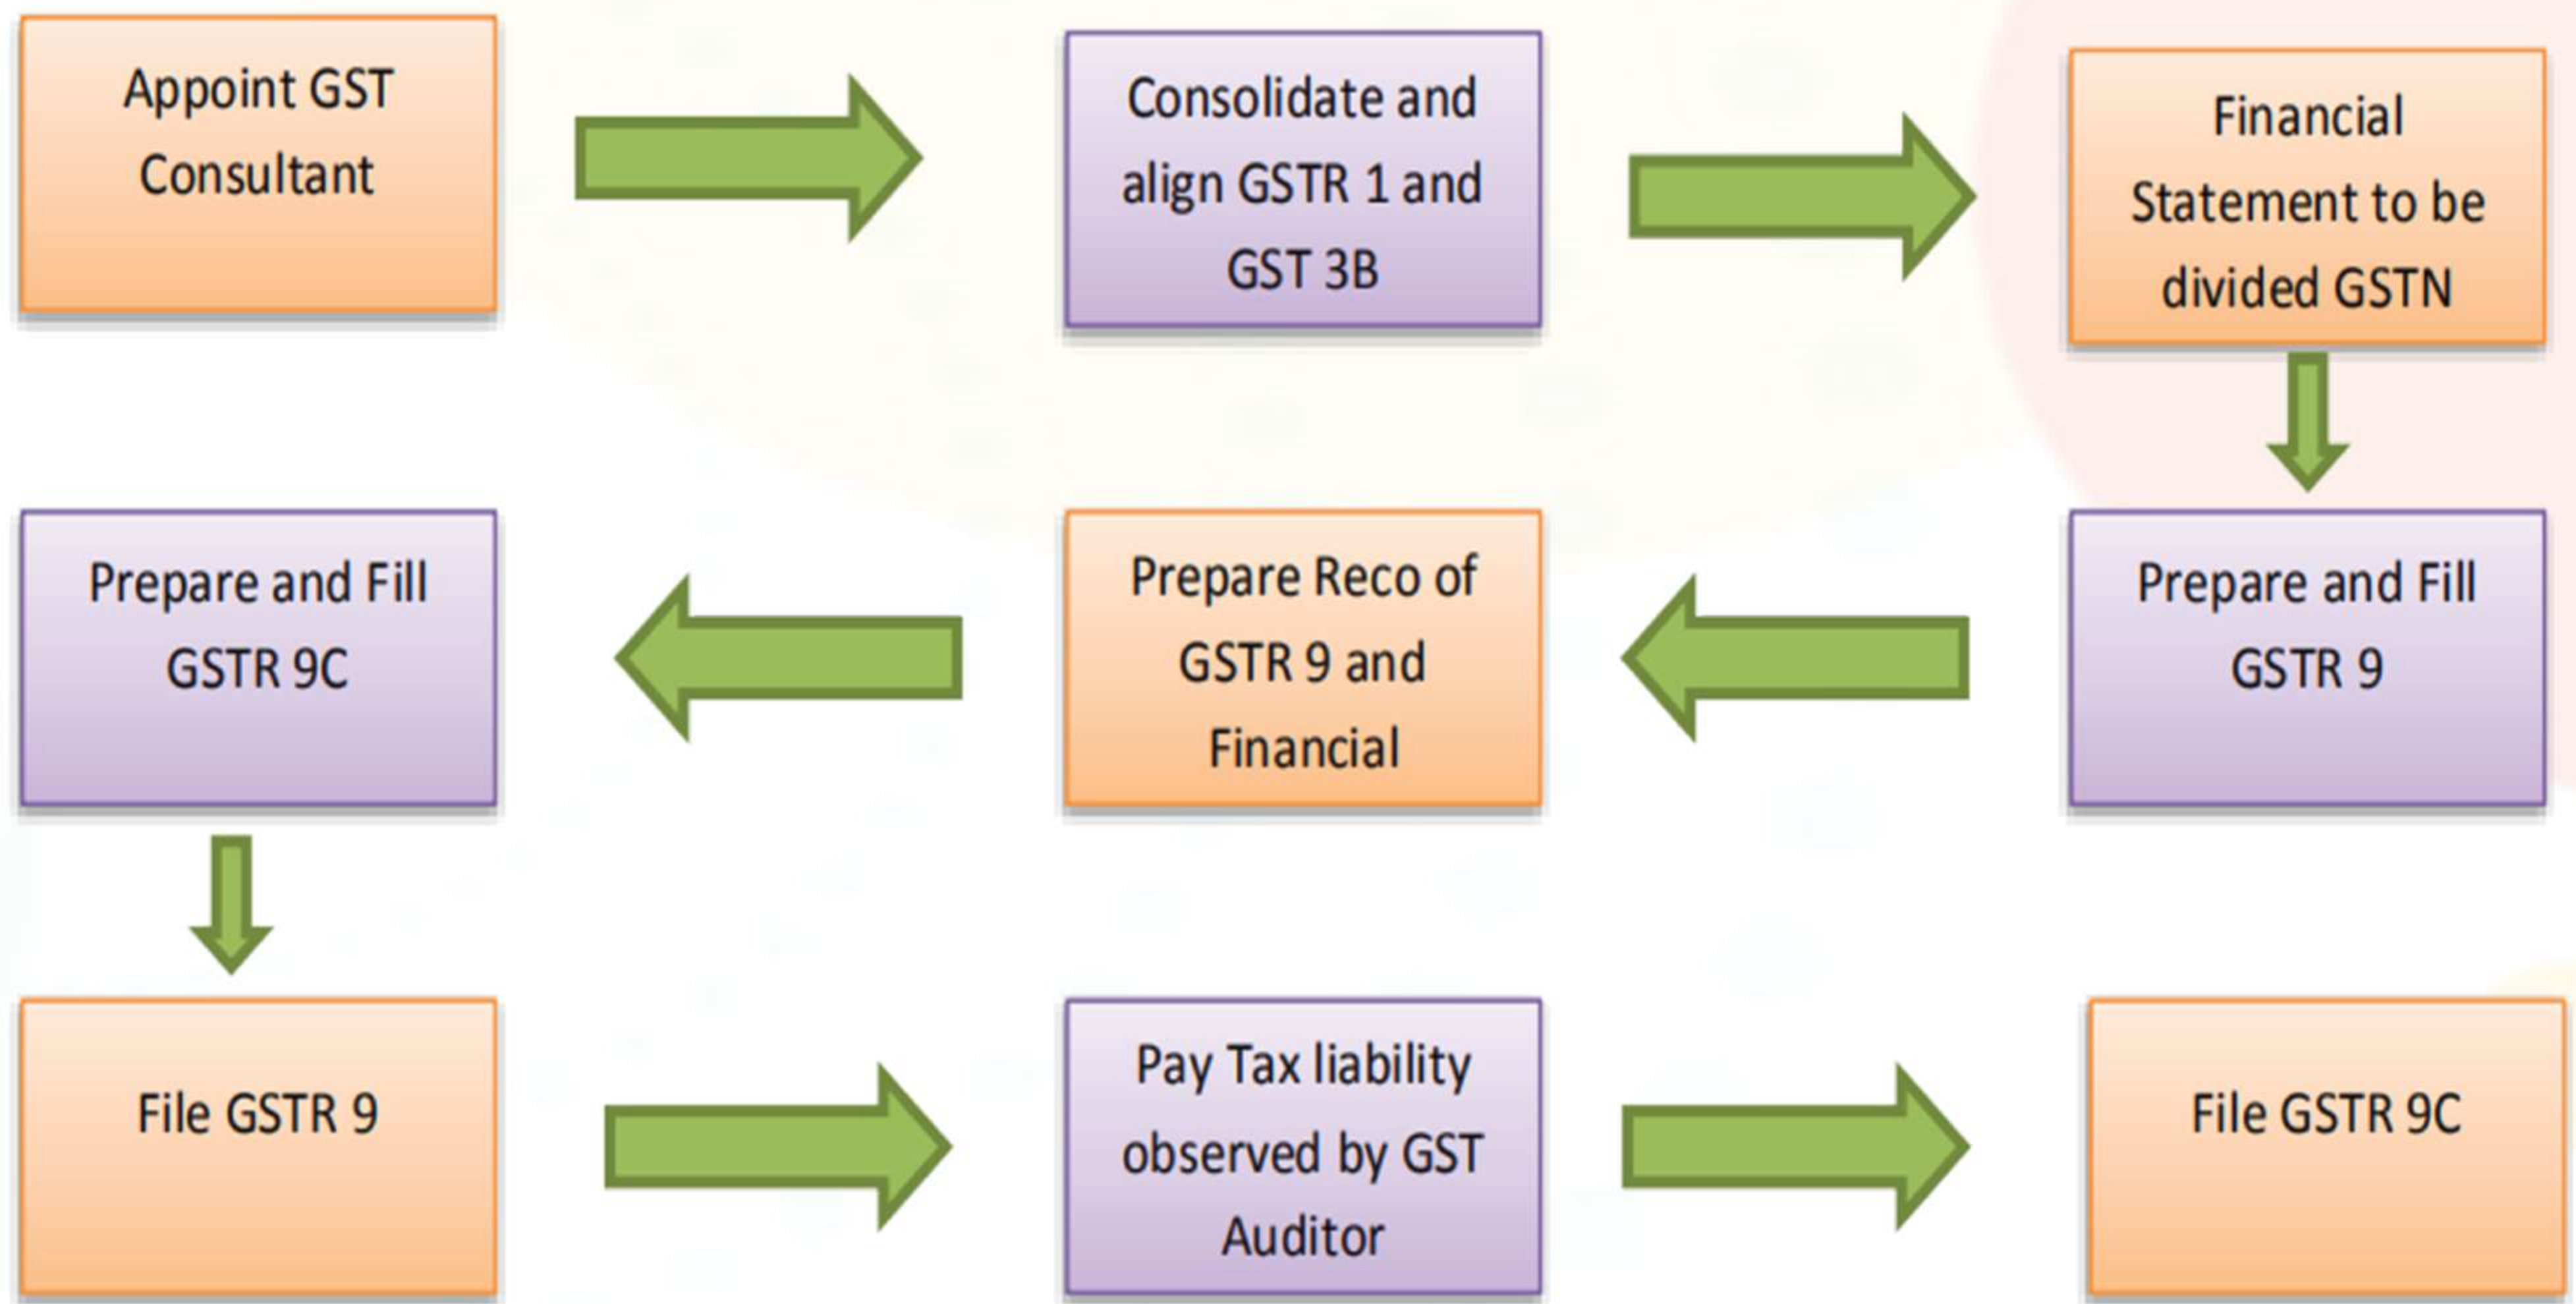 Appoint GST
Consultant
Consolidate and
align GSTR 1 and
GST 3B
Financial
Statement to be
divided GSTN
Prepare and Fill
GSTR 9
Prepare Reco of
GSTR 9 and
Financial
Prepare and Fill
GSTR 9C
File GSTR 9
Pay Tax liability
observed by GST
Auditor
File GSTR 9C